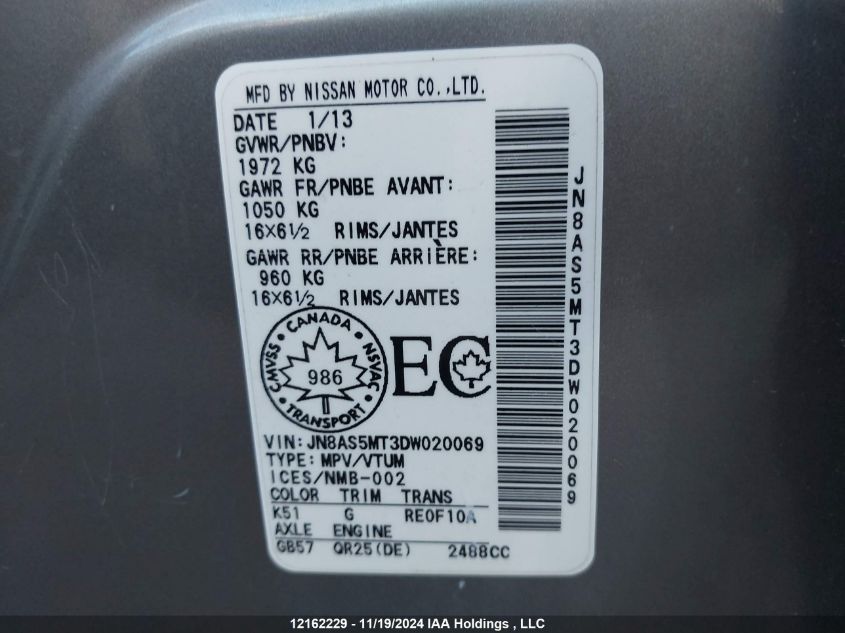 MFD BY NISSAN MOTOR CO.,LTD.
DATE 1/13
GVWR/PNBV:
1972 KG
GAWR FR/PNBE AVANT:
1050 KG
16×6½ RIMS/JANTES
GAWR RR/PNBE ARRIÈRE:
960 KG
16×6½ RIMS/JANTES
CANADA
CMVSS
NSVAC
986
TRANSPORT
EC
VIN: JN8AS5MT3DW020069
TYPE: MPV/VTUM
ICES/NMB-002
COLOR TRIM TRANS
K51 G RE0F10A
AXLE ENGINE
GB57 QR25(DE) 2488CC
JN8AS5MT3DW020069
12162229 - 11/19/2024 IAA Holdings , LLC